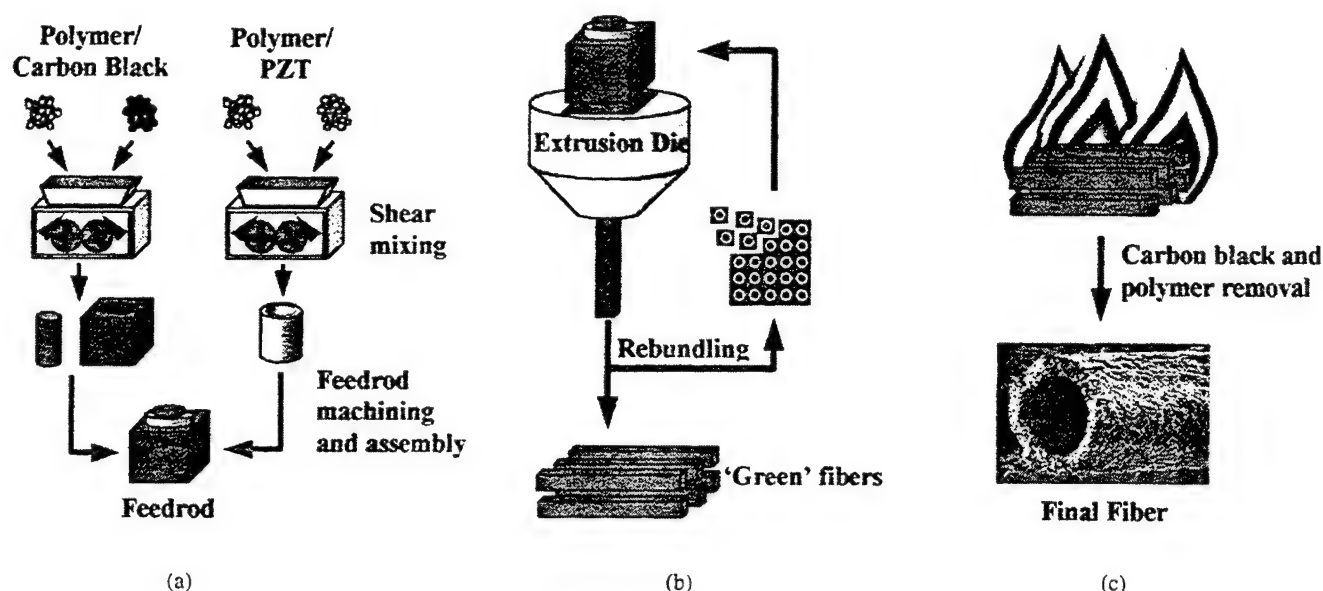 Polymer/
Carbon Black
Polymer/
PZT
Shear
mixing
Feedrod
machining
and assembly
Feedrod
(a)
Extrusion Die
Rebundling
'Green' fibers
(b)
Carbon black and
polymer removal
Final Fiber
(c)